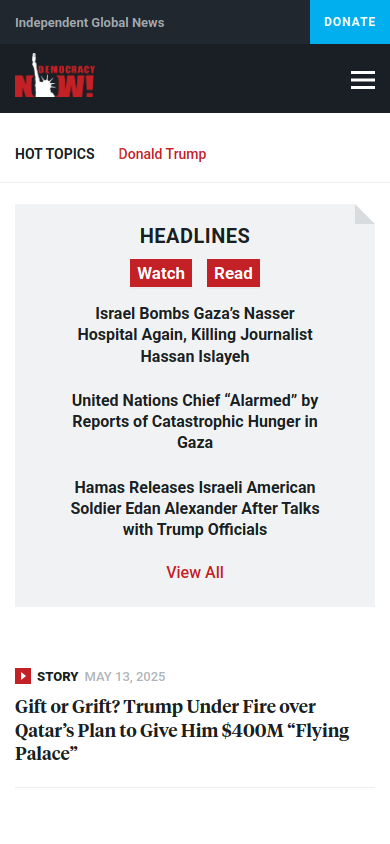 Independent Global News
DONATE
DEMOCRACY
NOW!
HOT TOPICS
Donald Trump
HEADLINES
Watch
Read
Israel Bombs Gaza’s Nasser
Hospital Again, Killing Journalist
Hassan Islayeh
United Nations Chief “Alarmed” by
Reports of Catastrophic Hunger in
Gaza
Hamas Releases Israeli American
Soldier Edan Alexander After Talks
with Trump Officials
View All
STORY MAY 13, 2025
Gift or Grift? Trump Under Fire over
Qatar’s Plan to Give Him $400M “Flying
Palace”